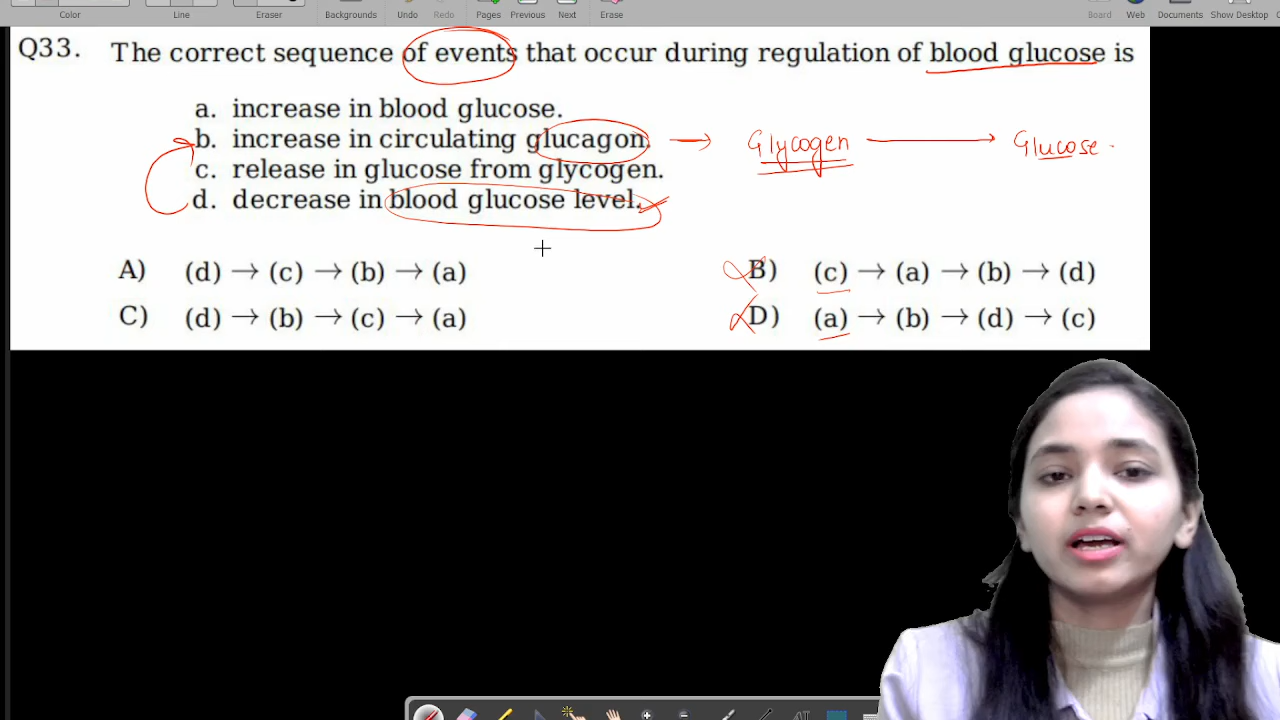 Color Line Eraser Backgrounds Undo Redo Pages Previous Next Erase Board Web Documents Show Desktop
Q33. The correct sequence of events that occur during regulation of blood glucose is
a. increase in blood glucose.
b. increase in circulating glucagon. → Glycogen → Glucose.
c. release in glucose from glycogen.
d. decrease in blood glucose level.
A) (d) → (c) → (b) → (a) B) (c) → (a) → (b) → (d)
C) (d) → (b) → (c) → (a) D) (a) → (b) → (d) → (c)